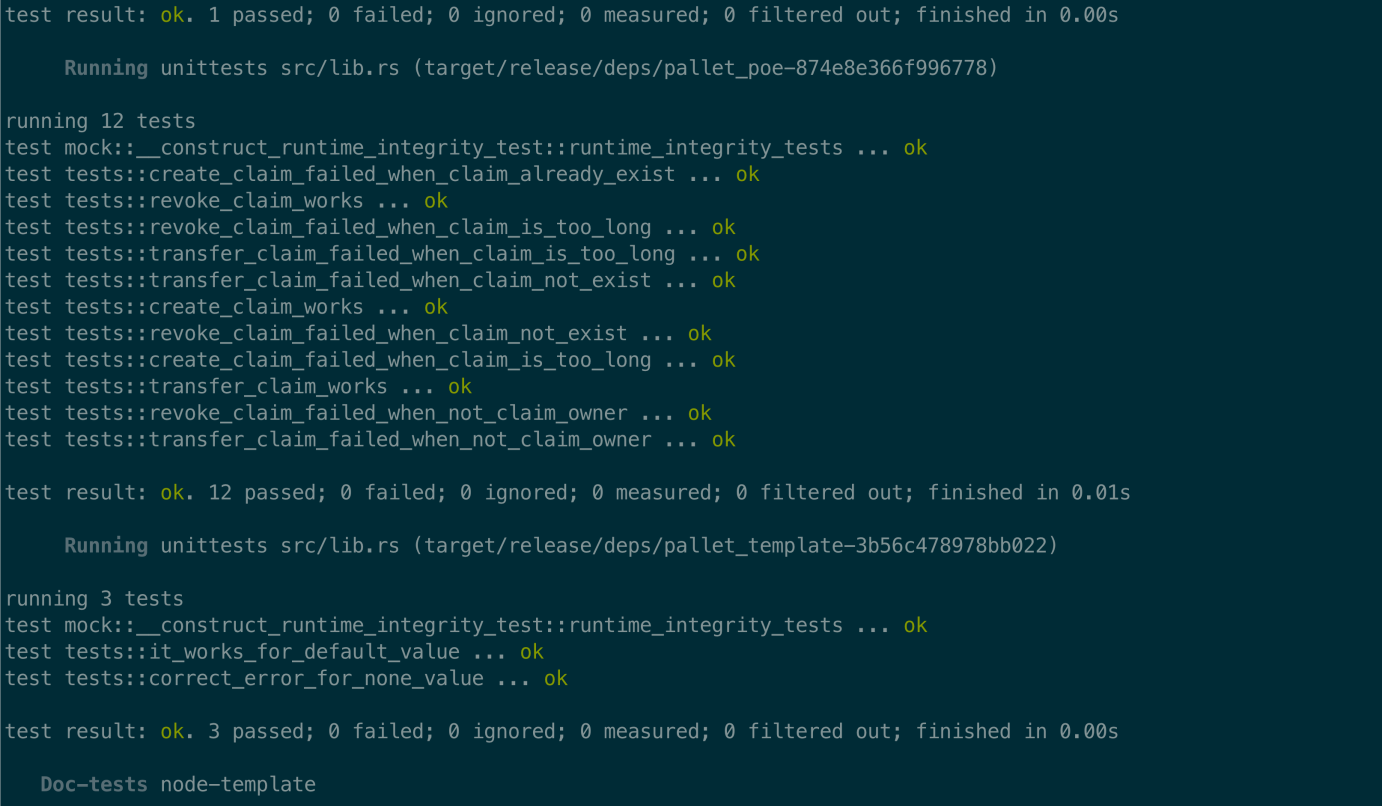 test result: ok. 1 passed; 0 failed; 0 ignored; 0 measured; 0 filtered out; finished in 0.00s
Running unittests src/lib.rs (target/release/deps/pallet_poe-874e8e366f996778)
running 12 tests
test mock::__construct_runtime_integrity_test::runtime_integrity_tests ... ok
test tests::create_claim_failed_when_claim_already_exist ... ok
test tests::revoke_claim_works ... ok
test tests::revoke_claim_failed_when_claim_is_too_long ... ok
test tests::transfer_claim_failed_when_claim_is_too_long ... ok
test tests::transfer_claim_failed_when_claim_not_exist ... ok
test tests::create_claim_works ... ok
test tests::revoke_claim_failed_when_claim_not_exist ... ok
test tests::create_claim_failed_when_claim_is_too_long ... ok
test tests::transfer_claim_works ... ok
test tests::revoke_claim_failed_when_not_claim_owner ... ok
test tests::transfer_claim_failed_when_not_claim_owner ... ok
test result: ok. 12 passed; 0 failed; 0 ignored; 0 measured; 0 filtered out; finished in 0.01s
Running unittests src/lib.rs (target/release/deps/pallet_template-3b56c478978bb022)
running 3 tests
test mock::__construct_runtime_integrity_test::runtime_integrity_tests ... ok
test tests::it_works_for_default_value ... ok
test tests::correct_error_for_none_value ... ok
test result: ok. 3 passed; 0 failed; 0 ignored; 0 measured; 0 filtered out; finished in 0.00s
Doc-tests node-template